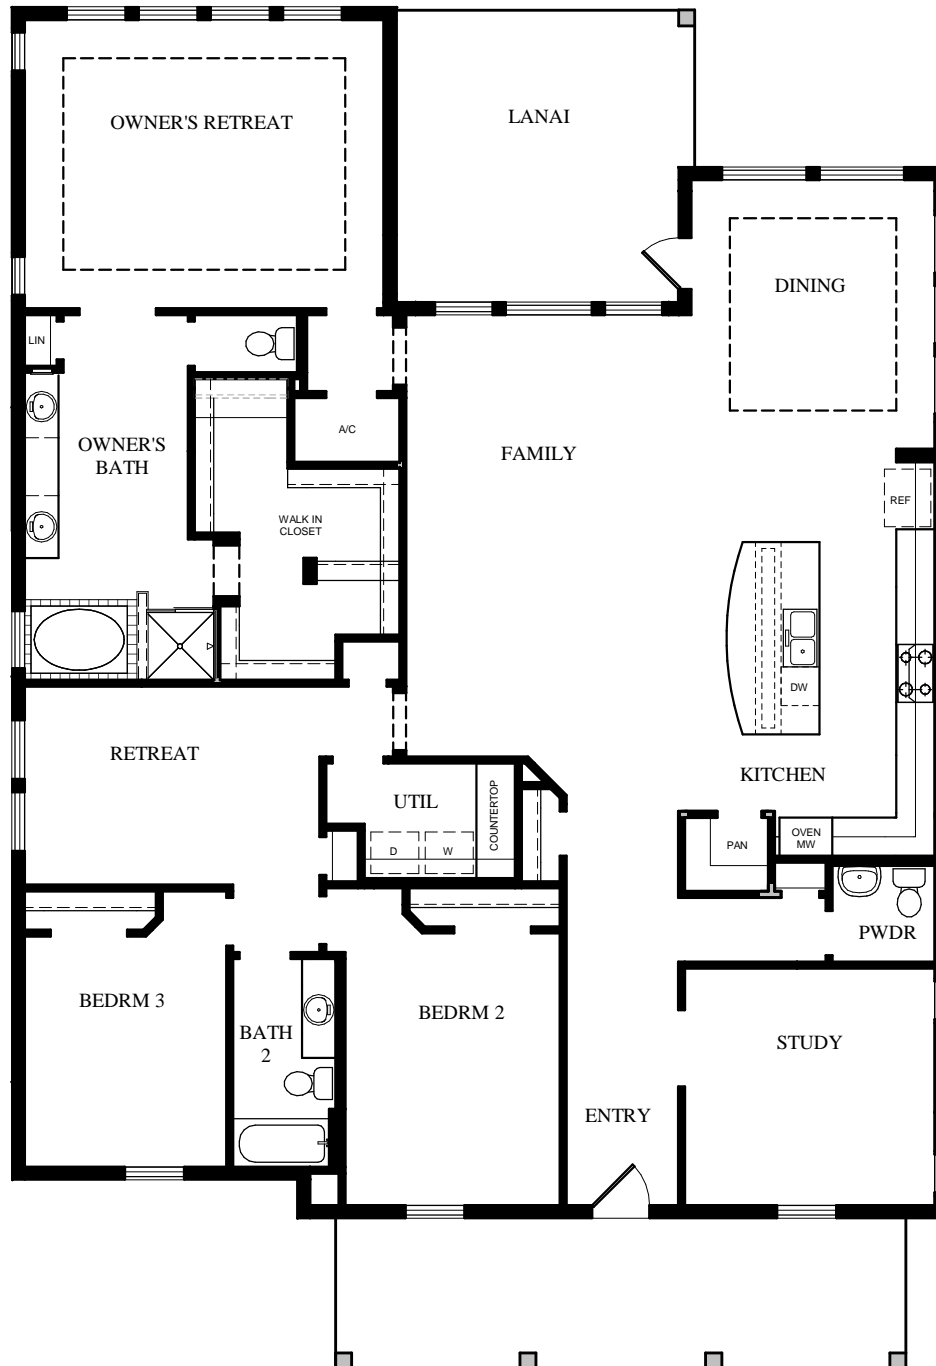 LANAI
OWNER'S RETREAT
DINING
LIN
A/C
OWNER'S
BATH
FAMILY
REF
WALK IN
CLOSET
DW
RETREAT
KITCHEN
UTIL
COUNTERTOP
D
W
PAN
OVEN
MW
PWDR
BEDRM 3
BEDRM 2
BATH
2
STUDY
ENTRY